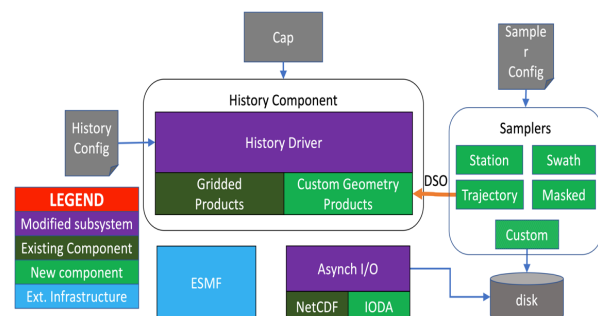 Cap
Sample
r
Config
History Component
History
Config
History Driver
Gridded
Products
Custom Geometry
Products
DSO
Samplers
Station
Swath
Trajectory
Masked
Custom
LEGEND
Modified subsystem
Existing Component
New component
Ext. Infrastructure
ESMF
Asynch I/O
NetCDF
IODA
disk